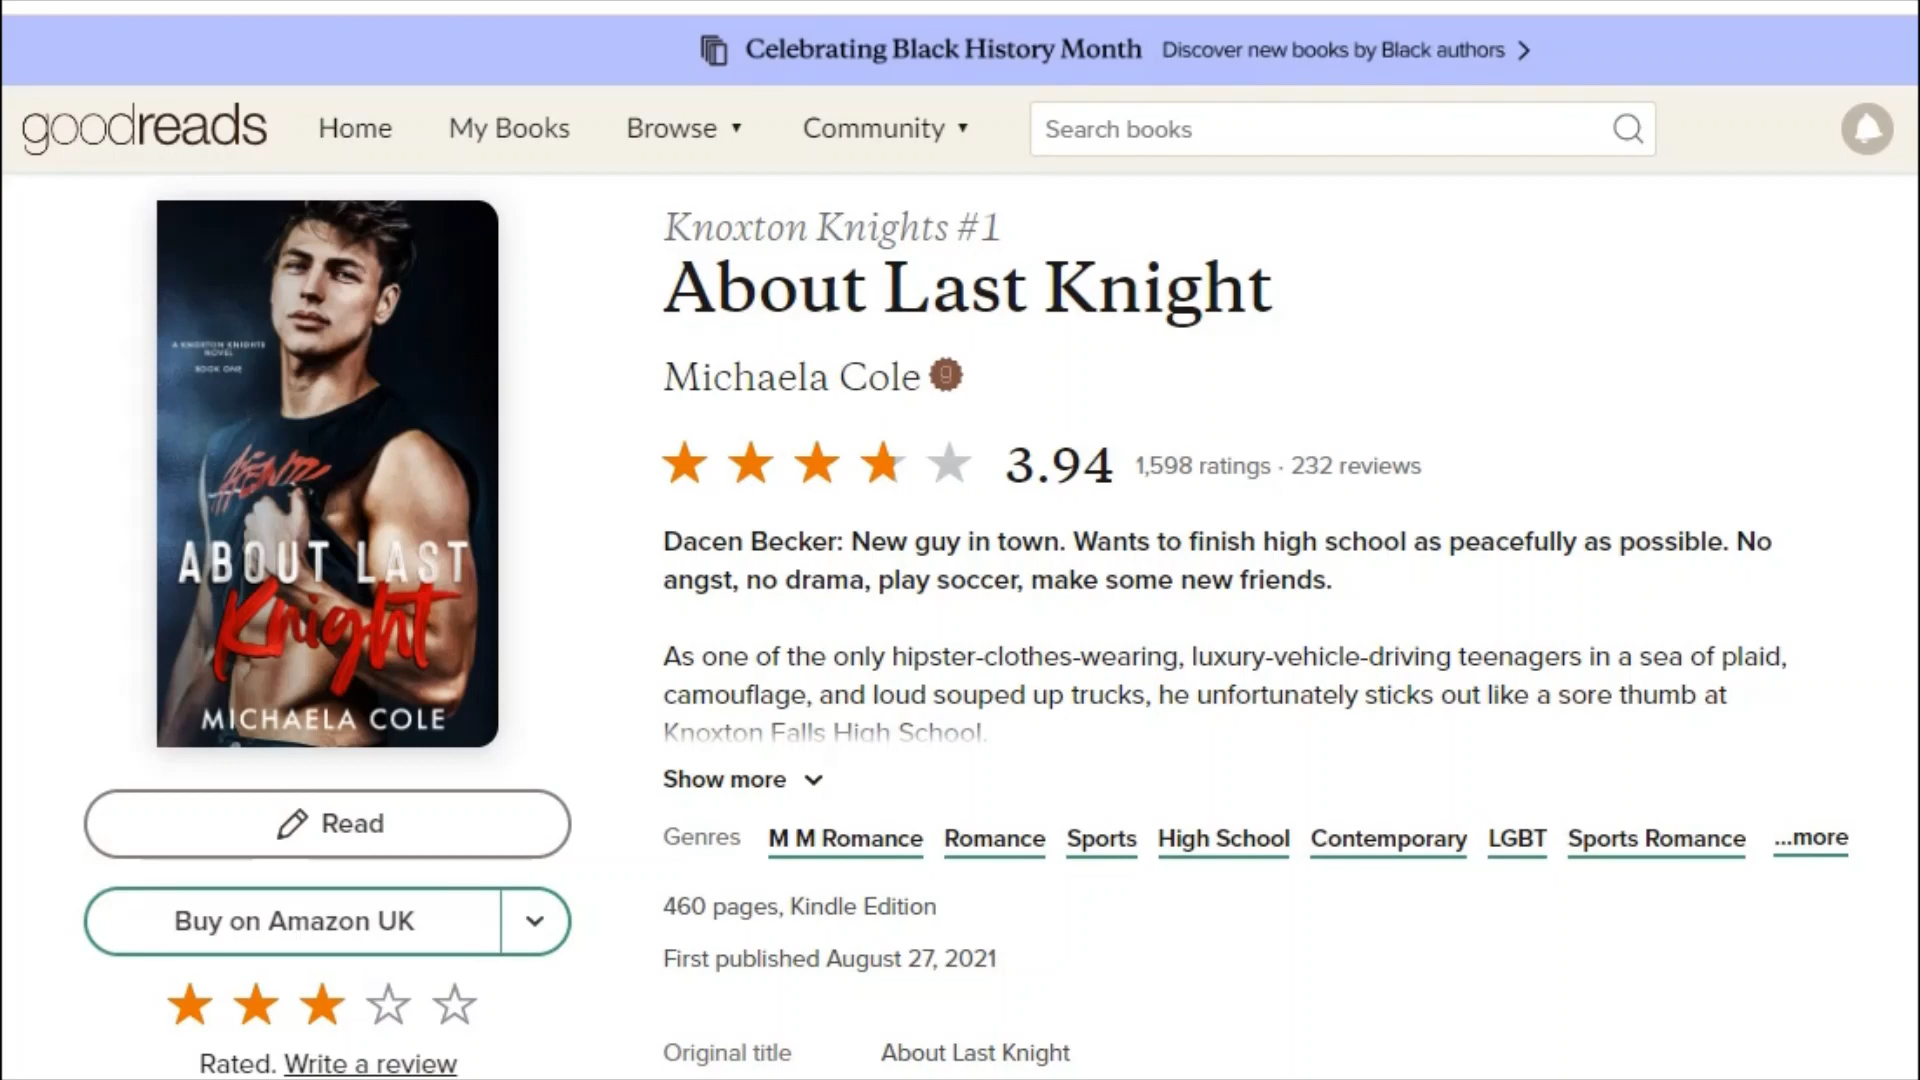 Celebrating Black History Month Discover new books by Black authors
goodreads Home My Books Browse Community Search books
A KNOXTON KNIGHTS
NOVEL
BOOK ONE
ABOUT LAST
Knight
MICHAELA COLE
Read
Buy on Amazon UK
Rated. Write a review
Knoxton Knights #1
About Last Knight
Michaela Cole
3.94 1,598 ratings · 232 reviews
Dacen Becker: New guy in town. Wants to finish high school as peacefully as possible. No
angst, no drama, play soccer, make some new friends.
As one of the only hipster-clothes-wearing, luxury-vehicle-driving teenagers in a sea of plaid,
camouflage, and loud souped up trucks, he unfortunately sticks out like a sore thumb at
Knoxton Falls High School.
Show more
Genres M M Romance Romance Sports High School Contemporary LGBT Sports Romance ...more
460 pages, Kindle Edition
First published August 27, 2021
Original title About Last Knight